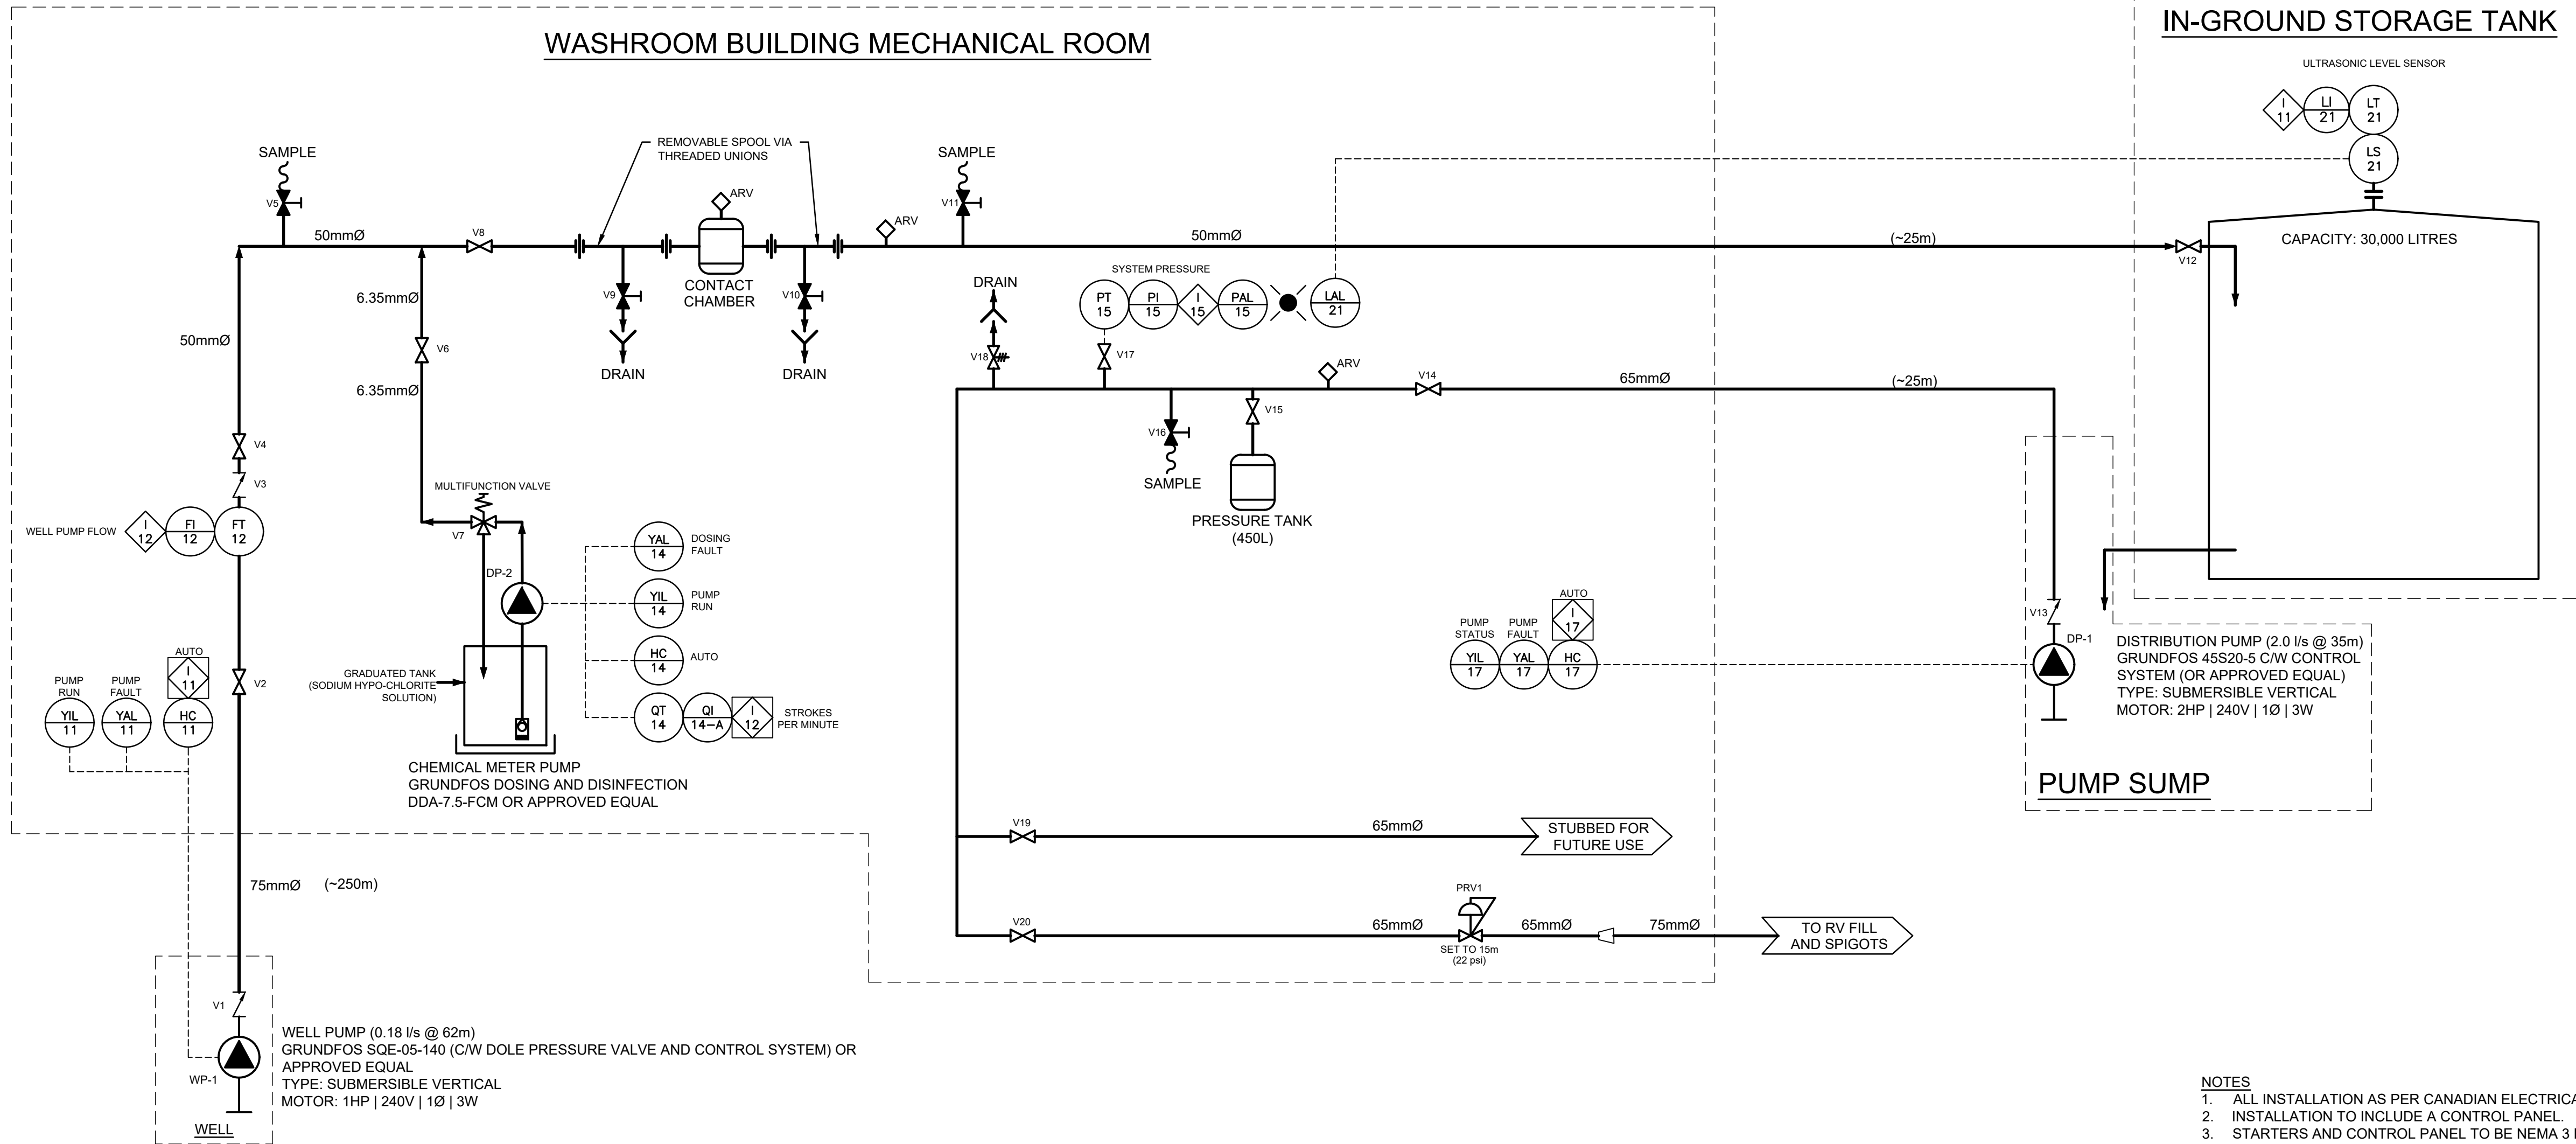 WASHROOM BUILDING MECHANICAL ROOM
IN-GROUND STORAGE TANK
ULTRASONIC LEVEL SENSOR
I
11
LI
21
LT
21
LS
21
CAPACITY: 30,000 LITRES
SAMPLE
V5
50mmØ
V8
REMOVABLE SPOOL VIA
THREADED UNIONS
ARV
CONTACT
CHAMBER
V9
DRAIN
V10
DRAIN
ARV
SAMPLE
V11
50mmØ
(~25m)
V12
6.35mmØ
V6
6.35mmØ
50mmØ
V4
V3
WELL PUMP FLOW
I
12
FI
12
FT
12
MULTIFUNCTION VALVE
V7
DP-2
YAL
14
DOSING
FAULT
YIL
14
PUMP
RUN
HC
14
AUTO
QT
14
QI
14-A
I
12
STROKES
PER MINUTE
GRADUATED TANK
(SODIUM HYPO-CHLORITE
SOLUTION)
CHEMICAL METER PUMP
GRUNDFOS DOSING AND DISINFECTION
DDA-7.5-FCM OR APPROVED EQUAL
AUTO
I
11
PUMP
RUN
PUMP
FAULT
YIL
11
YAL
11
HC
11
V2
75mmØ
(~250m)
V1
WP-1
WELL
WELL PUMP (0.18 l/s @ 62m)
GRUNDFOS SQE-05-140 (C/W DOLE PRESSURE VALVE AND CONTROL SYSTEM) OR
APPROVED EQUAL
TYPE: SUBMERSIBLE VERTICAL
MOTOR: 1HP | 240V | 1Ø | 3W
DRAIN
V18
SYSTEM PRESSURE
PT
15
PI
15
I
15
PAL
15
LAL
21
V17
ARV
V14
65mmØ
(~25m)
V16
SAMPLE
V15
PRESSURE TANK
(450L)
AUTO
I
17
PUMP
STATUS
PUMP
FAULT
YIL
17
YAL
17
HC
17
V13
DP-1
DISTRIBUTION PUMP (2.0 l/s @ 35m)
GRUNDFOS 45S20-5 C/W CONTROL
SYSTEM (OR APPROVED EQUAL)
TYPE: SUBMERSIBLE VERTICAL
MOTOR: 2HP | 240V | 1Ø | 3W
PUMP SUMP
V19
65mmØ
STUBBED FOR
FUTURE USE
V20
65mmØ
PRV1
SET TO 15m
(22 psi)
65mmØ
75mmØ
TO RV FILL
AND SPIGOTS
NOTES
1. ALL INSTALLATION AS PER CANADIAN ELECTRICA
2. INSTALLATION TO INCLUDE A CONTROL PANEL.
3. STARTERS AND CONTROL PANEL TO BE NEMA 3